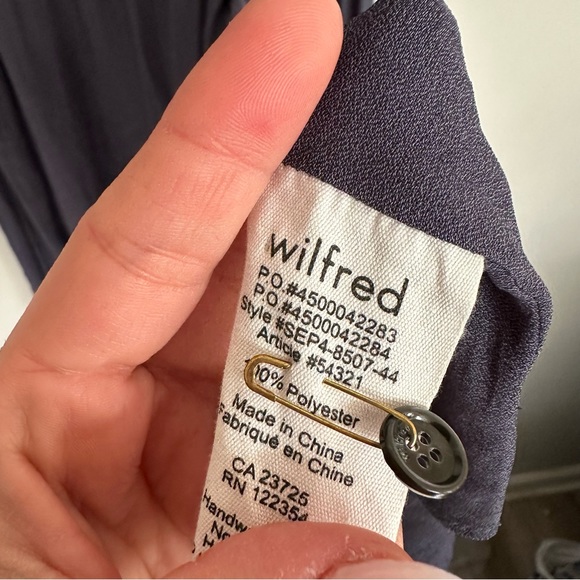 wilfred
P.O #4500042283
P.O #4500042284
Style #SEP4-8507-44
Article #54321
100% Polyester
Made in China
Fabriqué en Chine
CA 23725
RN 122354